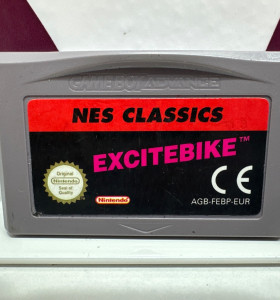 GAME BOY ADVANCE
NES CLASSICS
EXCITEBIKE™
Original
Nintendo
Seal of Quality
Nintendo
CE
AGB-FEBP-EUR